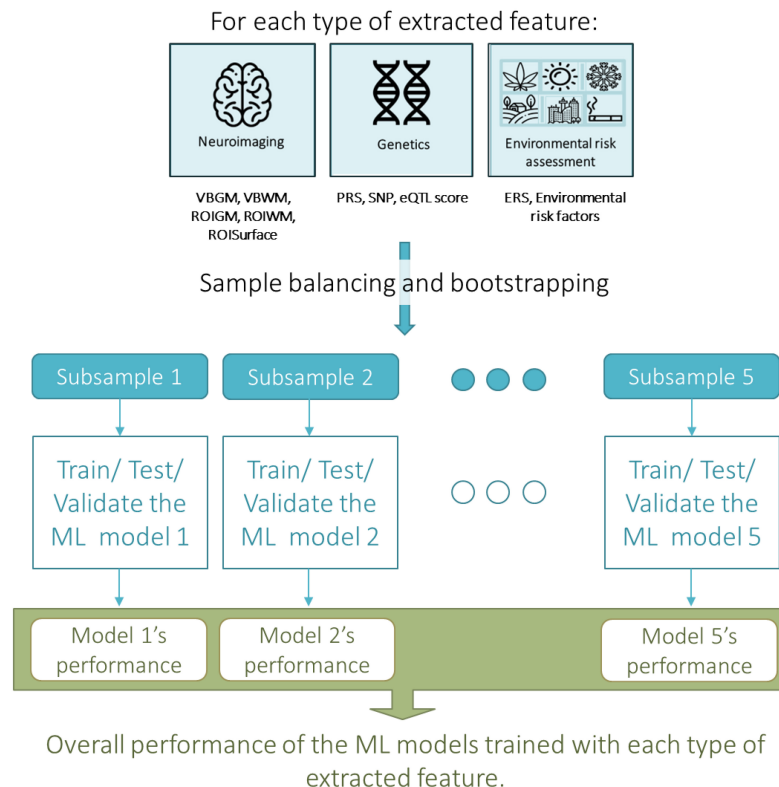 For each type of extracted feature:
Neuroimaging
Genetics
Environmental risk
assessment
VBGM, VBWM,
ROIGM, ROIWM,
ROISurface
PRS, SNP, eQTL score
ERS, Environmental
risk factors
Sample balancing and bootstrapping
Subsample 1
Subsample 2
Subsample 5
Train/ Test/
Validate the
ML model 1
Train/ Test/
Validate the
ML model 2
Train/ Test/
Validate the
ML model 5
Model 1’s
performance
Model 2’s
performance
Model 5’s
performance
Overall performance of the ML models trained with each type of
extracted feature.